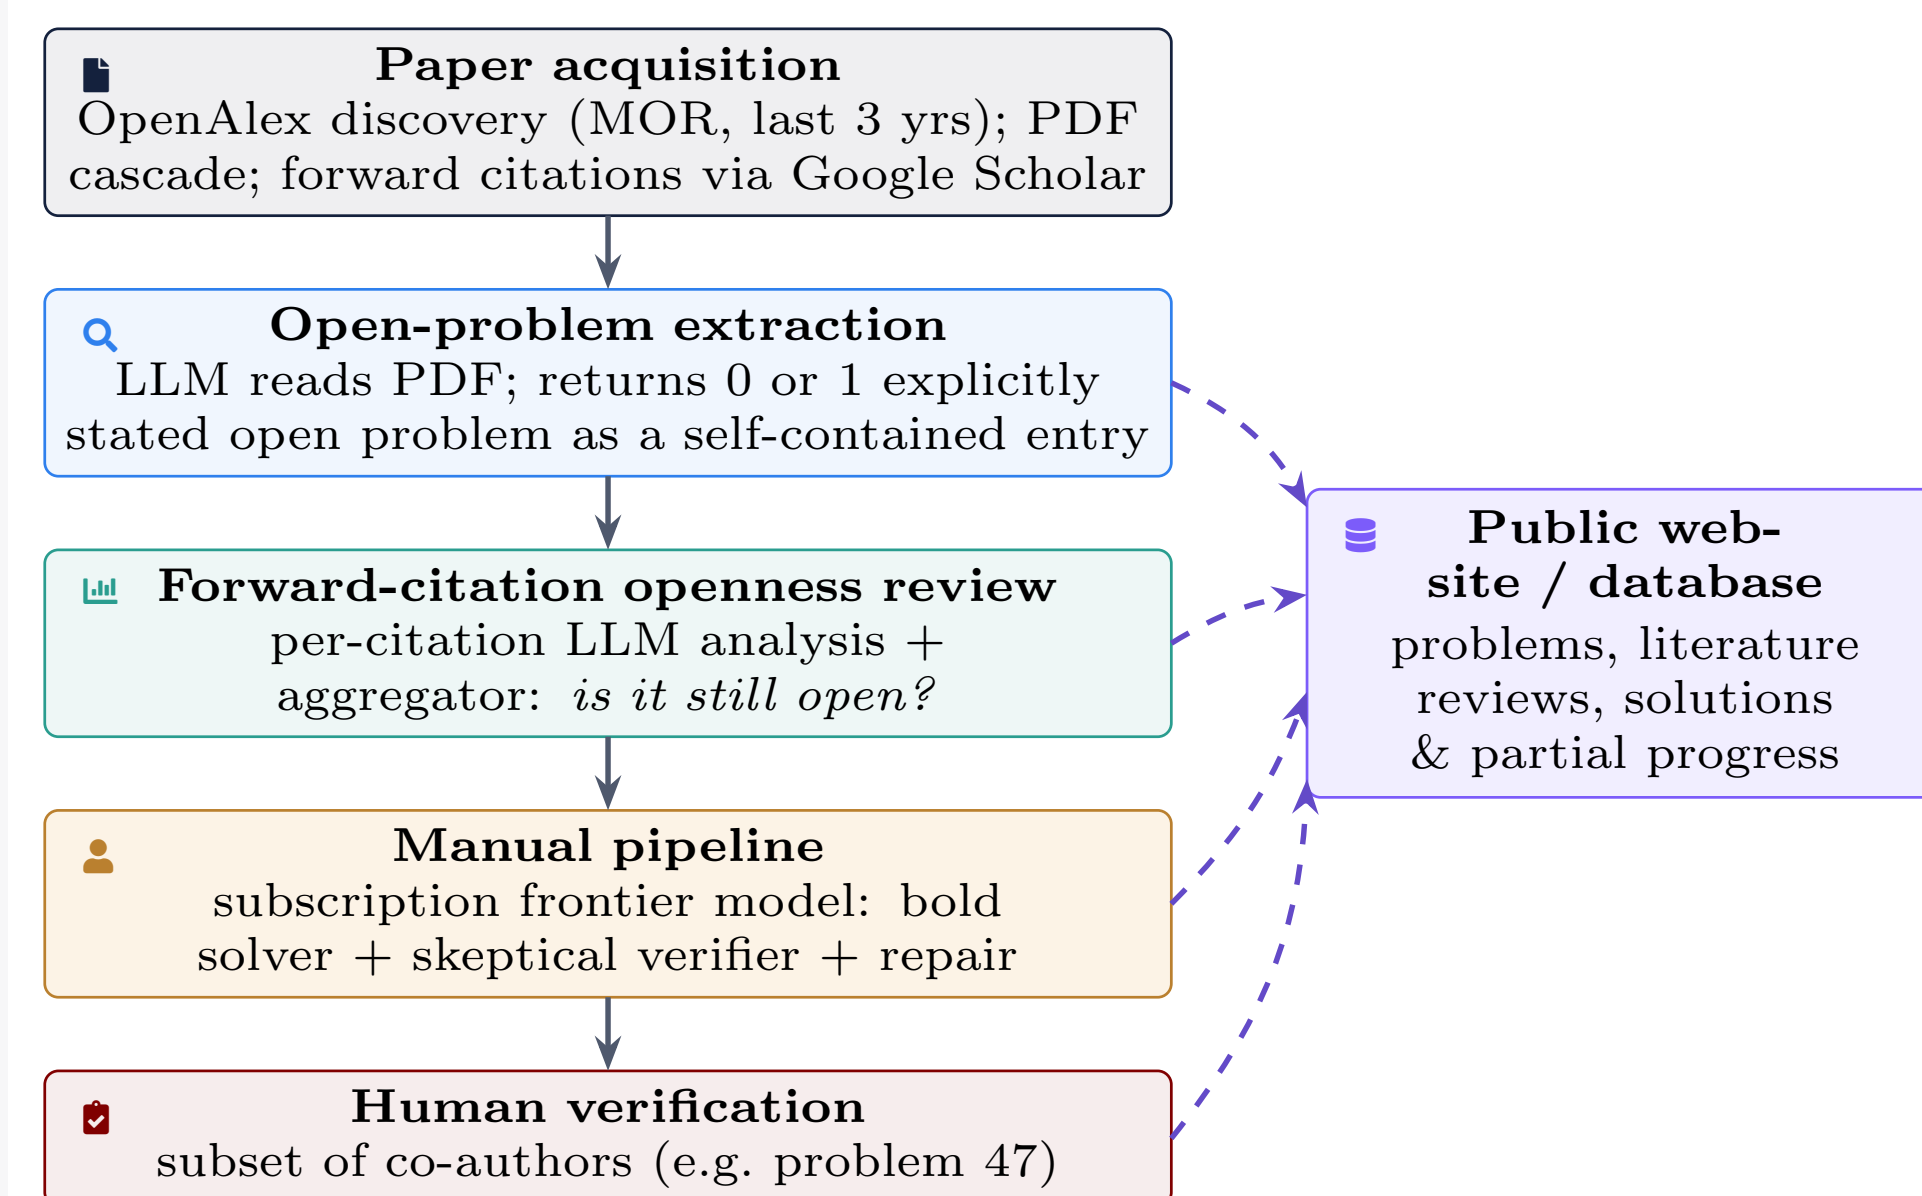 Paper acquisition
OpenAlex discovery (MOR, last 3 yrs); PDF
cascade; forward citations via Google Scholar
Open-problem extraction
LLM reads PDF; returns 0 or 1 explicitly
stated open problem as a self-contained entry
Forward-citation openness review
per-citation LLM analysis +
aggregator: is it still open?
Manual pipeline
subscription frontier model: bold
solver + skeptical verifier + repair
Human verification
subset of co-authors (e.g. problem 47)
Public web-
site / database
problems, literature
reviews, solutions
& partial progress